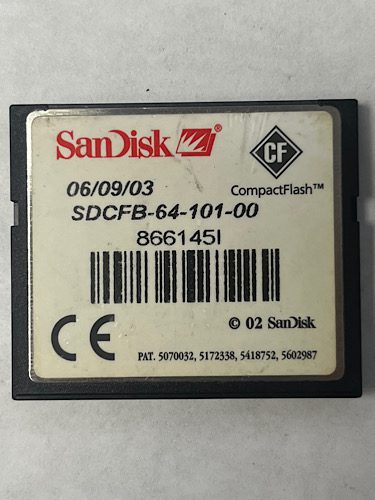 SanDisk®
CF
CompactFlash™
06/09/03
SDCFB-64-101-00
866145I
CE
© 02 SanDisk
PAT. 5070032, 5172338, 5418752, 5602987